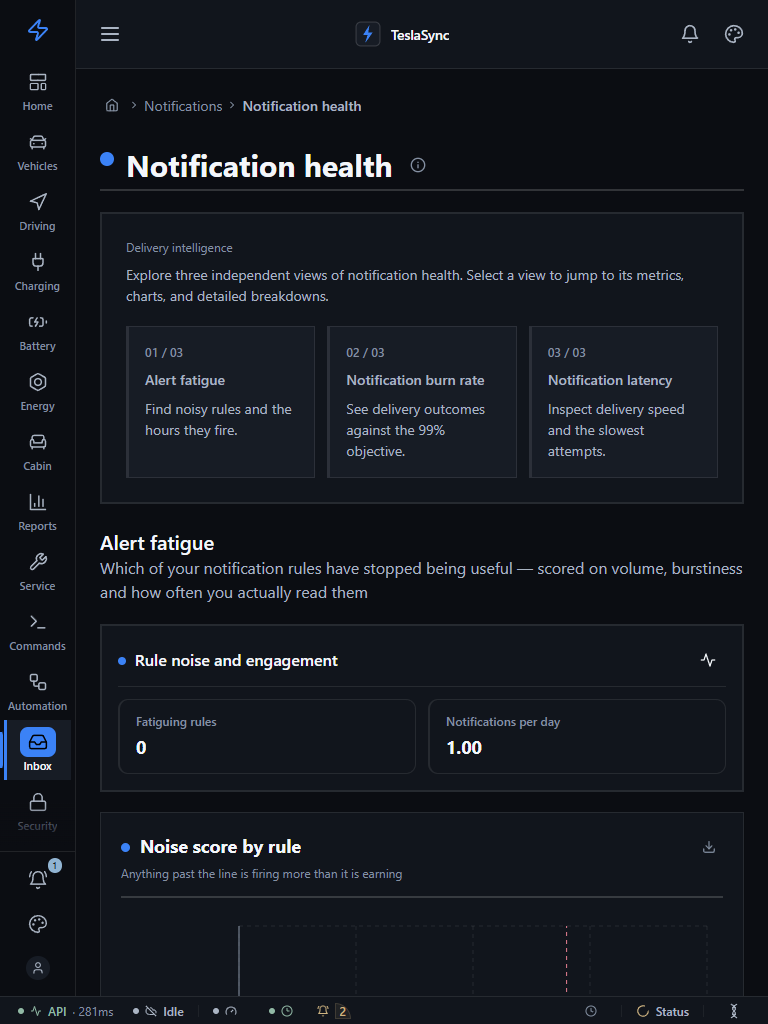 TeslaSync
Home
Vehicles
Driving
Charging
Battery
Energy
Cabin
Reports
Service
Commands
Automation
Inbox
Security
1
Notifications
Notification health
Notification health
Delivery intelligence
Explore three independent views of notification health. Select a view to jump to its metrics,
charts, and detailed breakdowns.
01 / 03
Alert fatigue
Find noisy rules and the
hours they fire.
02 / 03
Notification burn rate
See delivery outcomes
against the 99%
objective.
03 / 03
Notification latency
Inspect delivery speed
and the slowest
attempts.
Alert fatigue
Which of your notification rules have stopped being useful — scored on volume, burstiness
and how often you actually read them
Rule noise and engagement
Fatiguing rules
0
Notifications per day
1.00
Noise score by rule
Anything past the line is firing more than it is earning
API · 281ms
Idle
2
Status